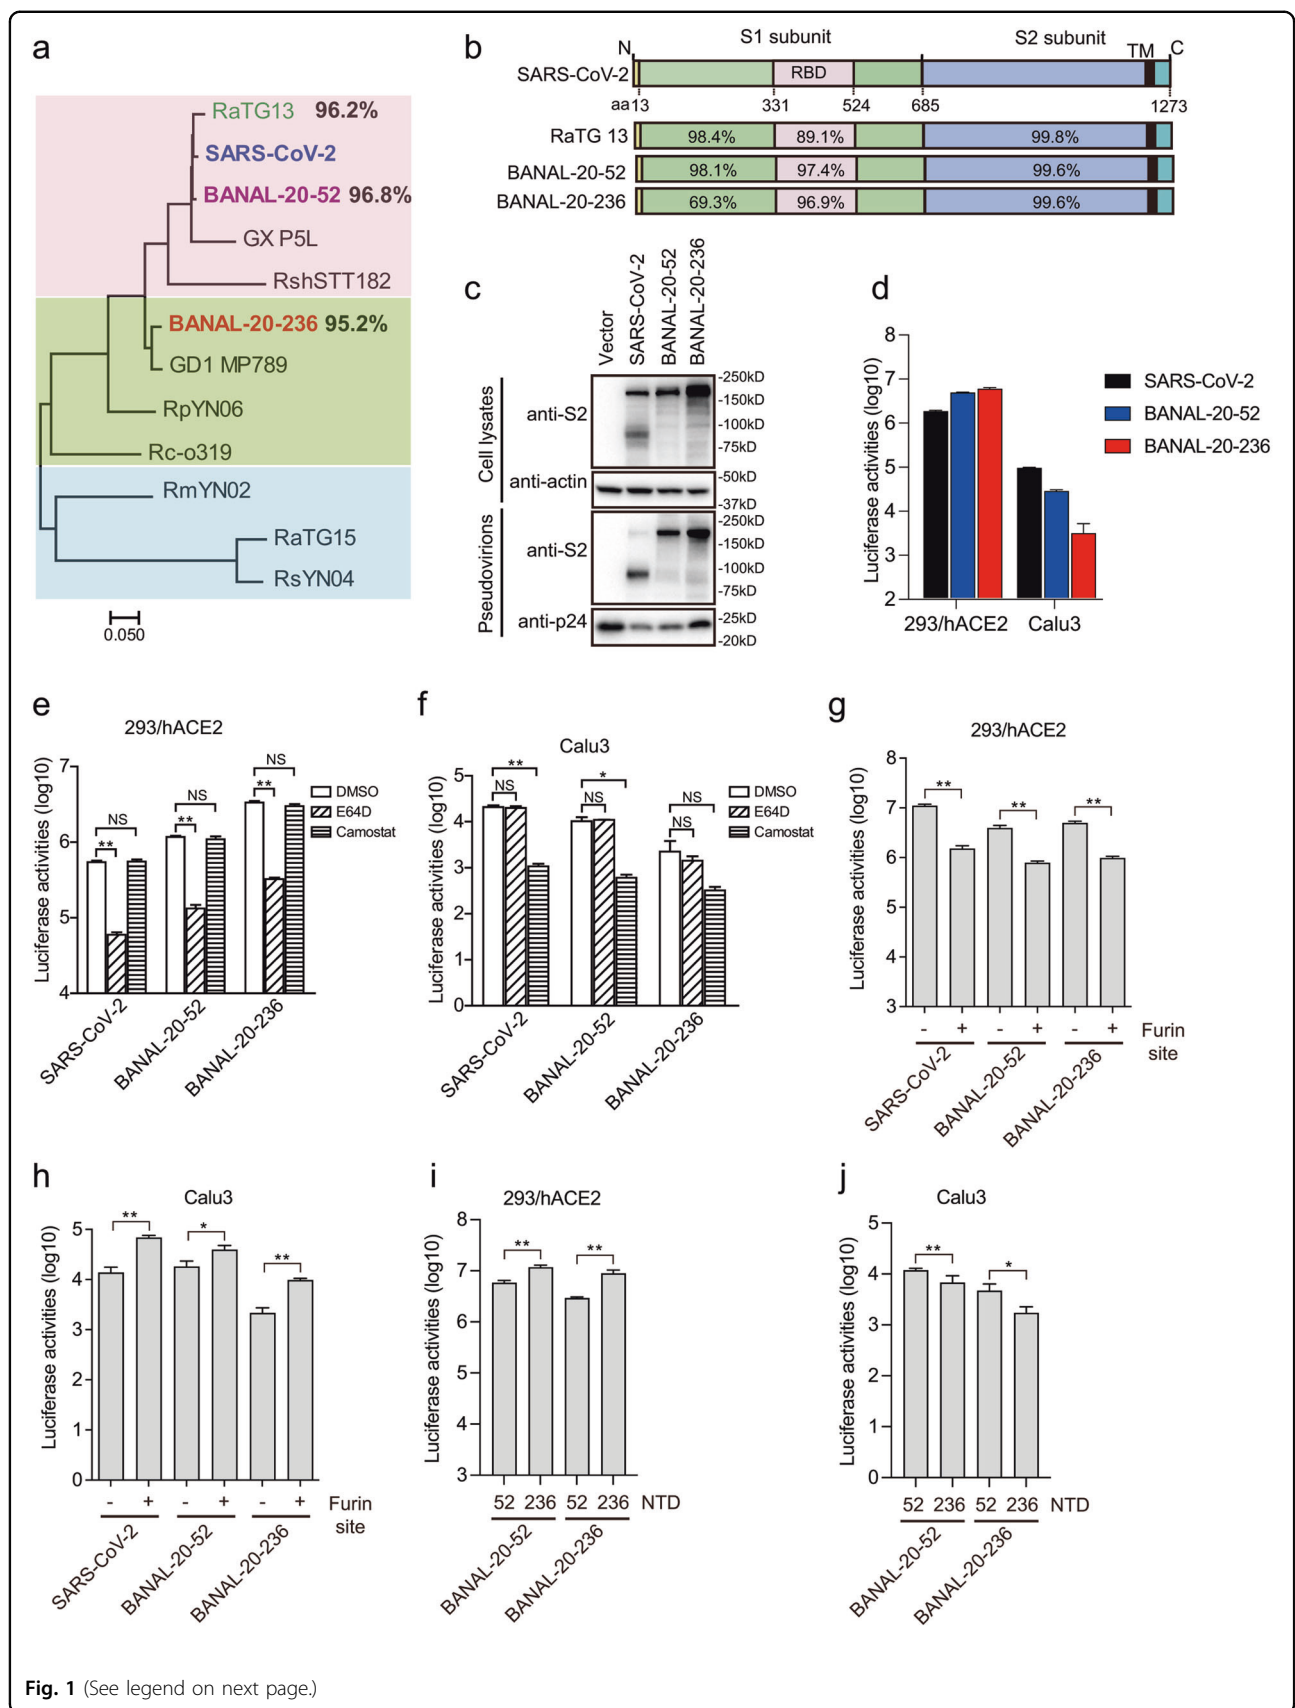 a
RaTG13 96.2%
SARS-CoV-2
BANAL-20-52 96.8%
GX P5L
RshSTT182
BANAL-20-236 95.2%
GD1 MP789
RpYN06
Rc-o319
RmYN02
RaTG15
RsYN04
0.050
b
N S1 subunit S2 subunit TM C
SARS-CoV-2 RBD
aa13 331 524 685 1273
RaTG 13 98.4% 89.1% 99.8%
BANAL-20-52 98.1% 97.4% 99.6%
BANAL-20-236 69.3% 96.9% 99.6%
c
Vector
SARS-CoV-2
BANAL-20-52
BANAL-20-236
Cell lysates
anti-S2
-250kD
-150kD
-100kD
-75kD
anti-actin
-50kD
-37kD
Pseudovirions
anti-S2
-250kD
-150kD
-100kD
-75kD
anti-p24
-25kD
-20kD
d
Luciferase activities (log10)
8
7
6
5
4
3
2
293/hACE2 Calu3
SARS-CoV-2
BANAL-20-52
BANAL-20-236
e
293/hACE2
Luciferase activities (log10)
7
6
5
4
NS
**
NS
**
NS
**
DMSO
E64D
Camostat
SARS-CoV-2
BANAL-20-52
BANAL-20-236
f
Calu3
Luciferase activities (log10)
5
4
3
2
1
0
**
NS
*
NS
NS
NS
DMSO
E64D
Camostat
SARS-CoV-2
BANAL-20-52
BANAL-20-236
g
293/hACE2
Luciferase activities (log10)
8
7
6
5
4
3
** ** **
- + - + - + Furin site
SARS-CoV-2
BANAL-20-52
BANAL-20-236
h
Calu3
Luciferase activities (log10)
5
4
3
2
1
0
** * **
- + - + - + Furin site
SARS-CoV-2
BANAL-20-52
BANAL-20-236
i
293/hACE2
Luciferase activities (log10)
8
7
6
5
4
3
** **
52 236 52 236 NTD
BANAL-20-52
BANAL-20-236
j
Calu3
Luciferase activities (log10)
5
4
3
2
1
0
** *
52 236 52 236 NTD
BANAL-20-52
BANAL-20-236
Fig. 1 (See legend on next page.)